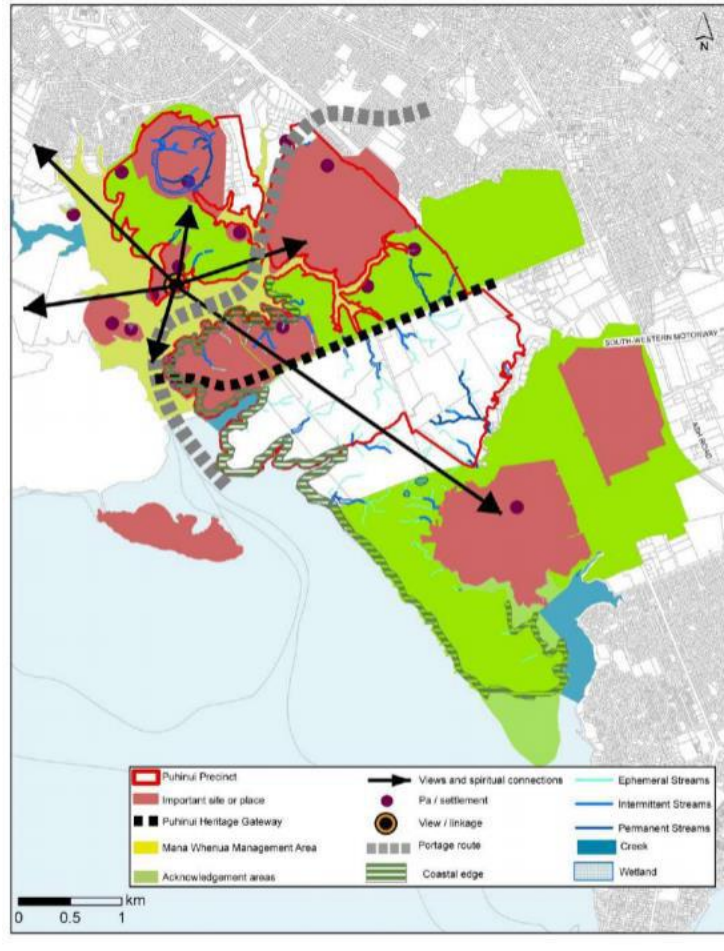 N
SOUTH-WESTERN MOTORWAY
ASH ROAD
Puhinui Precinct
Important site or place
Puhinui Heritage Gateway
Mana Whenua Management Area
Acknowledgement areas
Views and spiritual connections
Pa / settlement
View / linkage
Portage route
Coastal edge
Ephemeral Streams
Intermittent Streams
Permanent Streams
Creek
Wetland
km
0 0.5 1